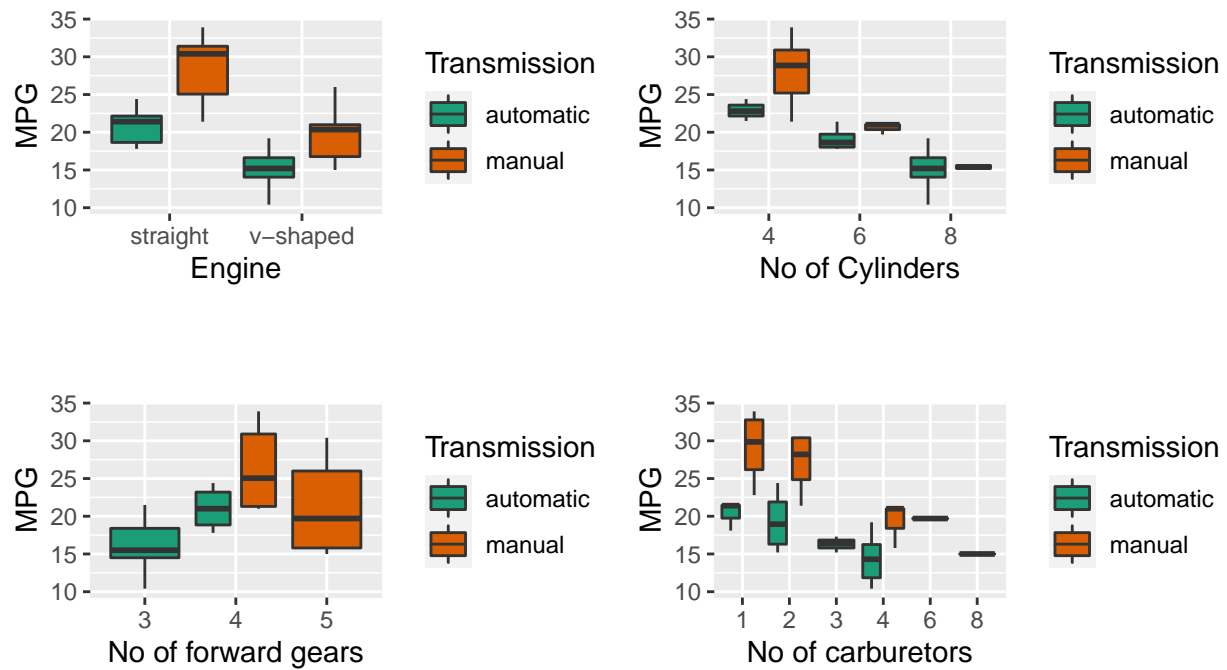 35
30
25
20
15
10
MPG
straight v−shaped
Engine
Transmission
automatic
manual
35
30
25
20
15
10
MPG
4 6 8
No of Cylinders
Transmission
automatic
manual
35
30
25
20
15
10
MPG
3 4 5
No of forward gears
Transmission
automatic
manual
35
30
25
20
15
10
MPG
1 2 3 4 6 8
No of carburetors
Transmission
automatic
manual